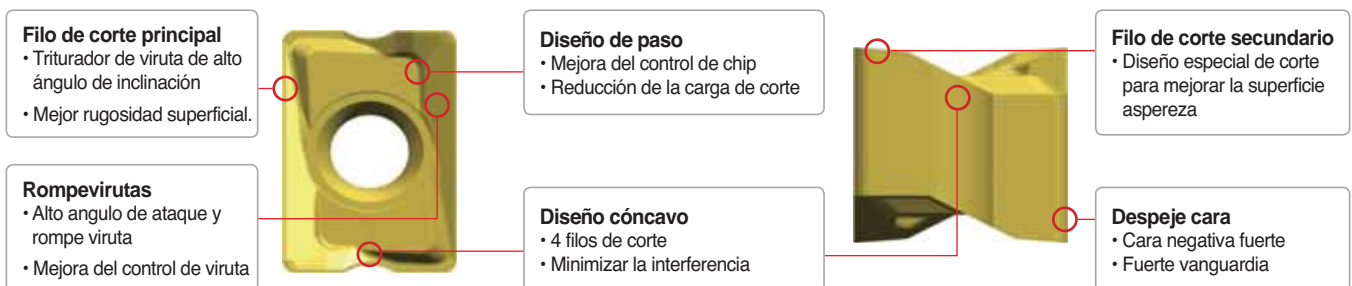 Filo de corte principal
• Triturador de viruta de alto
ángulo de inclinación
• Mejor rugosidad superficial.
Rompevirutas
• Alto angulo de ataque y
rompe viruta
• Mejora del control de viruta
Diseño de paso
• Mejora del control de chip
• Reducción de la carga de corte
Diseño cóncavo
• 4 filos de corte
• Minimizar la interferencia
Filo de corte secundario
• Diseño especial de corte
para mejorar la superficie
aspereza
Despeje cara
• Cara negativa fuerte
• Fuerte vanguardia